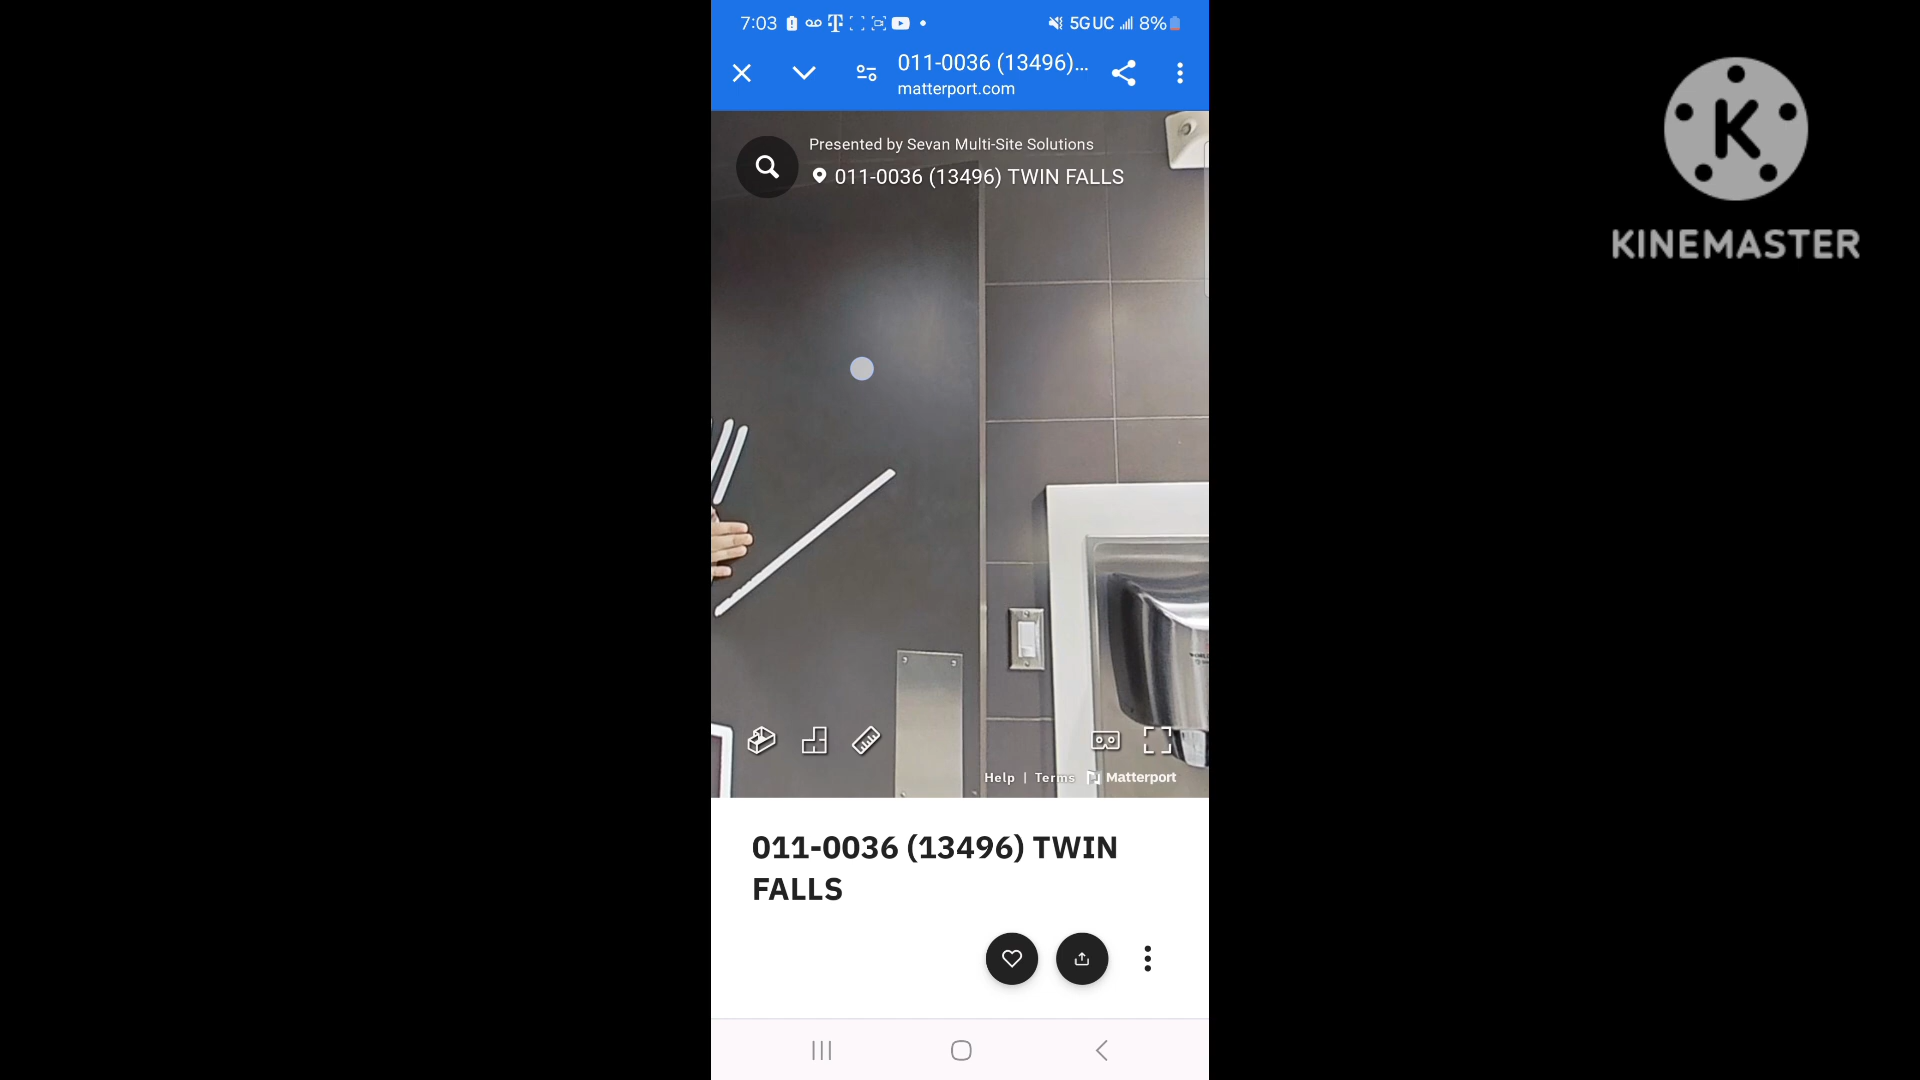 7:03
5G UC 8%
011-0036 (13496)...
matterport.com
Presented by Sevan Multi-Site Solutions
011-0036 (13496) TWIN FALLS
Help | Terms Matterport
011-0036 (13496) TWIN
FALLS
K
KINEMASTER